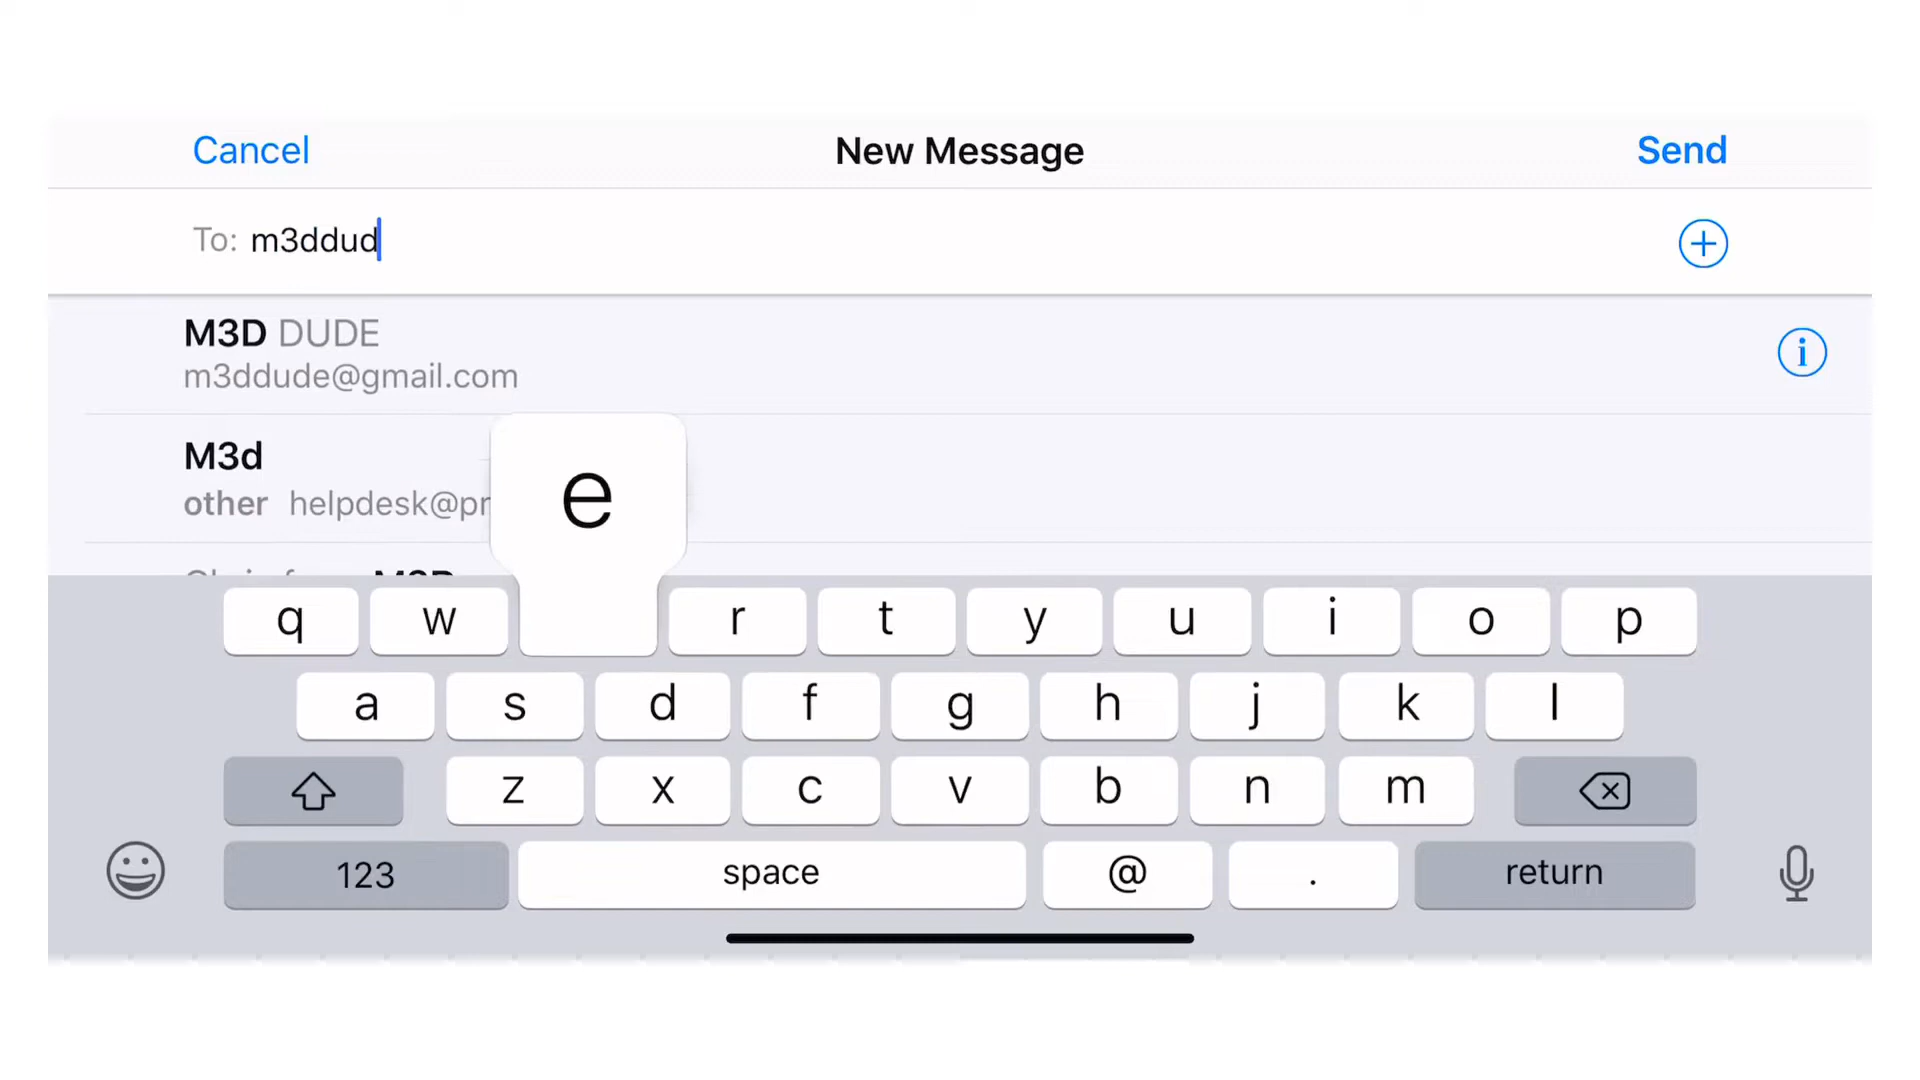 Cancel New Message Send
To: m3ddud
M3D DUDE
m3ddude@gmail.com
M3d
other helpdesk@pr
e
q w r t y u i o p
a s d f g h j k l
z x c v b n m
123 space @ . return